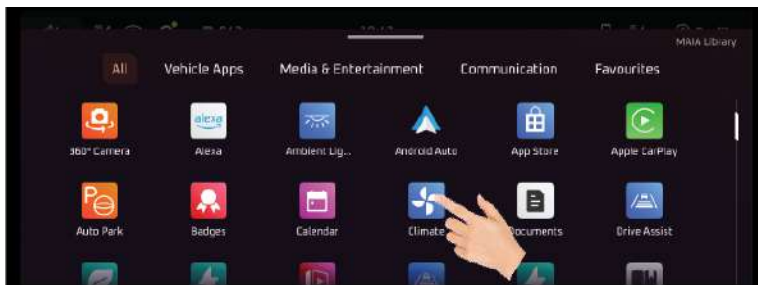 MAIA Library
All Vehicle Apps Media & Entertainment Communication Favourites
alexa
360° Camera Alexa Ambient Lig... Android Auto App Store Apple CarPlay
P
Auto Park Badges Calendar Climate Documents Drive Assist